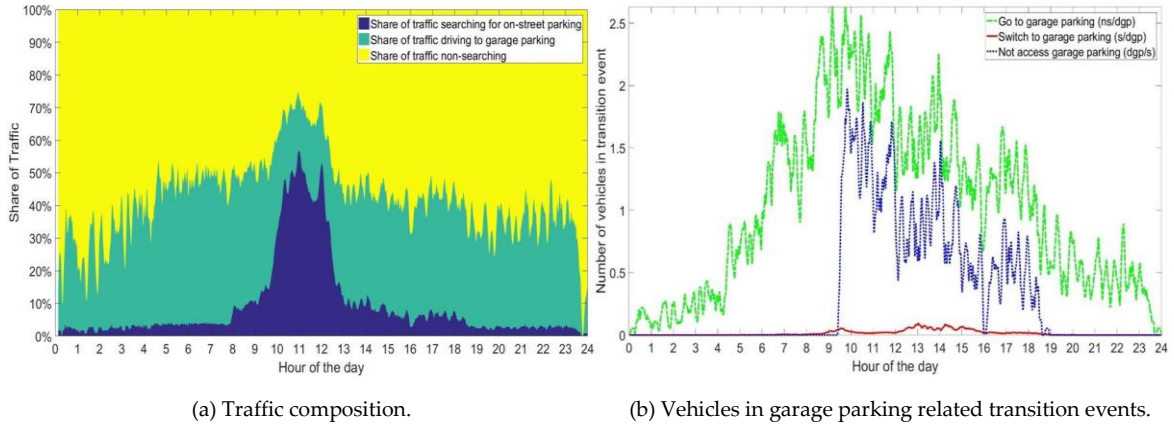 100%
90%
80%
70%
60%
50%
40%
30%
20%
10%
0%
Share of Traffic
Share of traffic searching for on-street parking
Share of traffic driving to garage parking
Share of traffic non-searching
0 1 2 3 4 5 6 7 8 9 10 11 12 13 14 15 16 17 18 19 20 21 22 23 24
Hour of the day
(a) Traffic composition.
2.5
2
1.5
1
0.5
0
Number of vehicles in transition event
Go to garage parking (ns/dgp)
Switch to garage parking (s/dgp)
Not access garage parking (dgp/s)
0 1 2 3 4 5 6 7 8 9 10 11 12 13 14 15 16 17 18 19 20 21 22 23 24
Hour of the day
(b) Vehicles in garage parking related transition events.